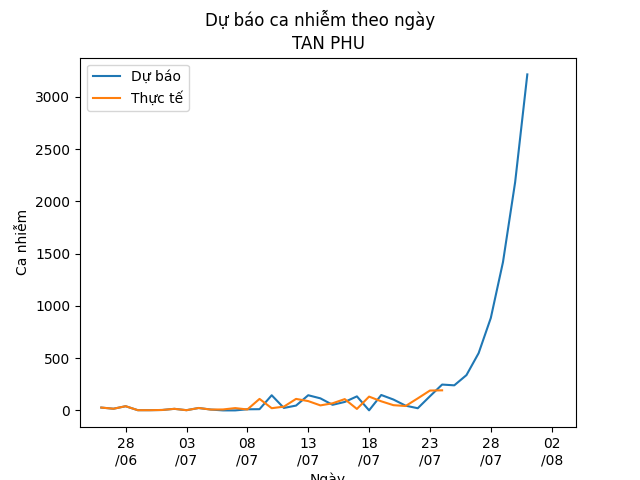 Dự báo ca nhiễm theo ngày
TAN PHU
Dự báo
Thực tế
Ca nhiễm
3000
2500
2000
1500
1000
500
0
28 03 08 13 18 23 28 02
/06 /07 /07 /07 /07 /07 /07 /08
Ngày